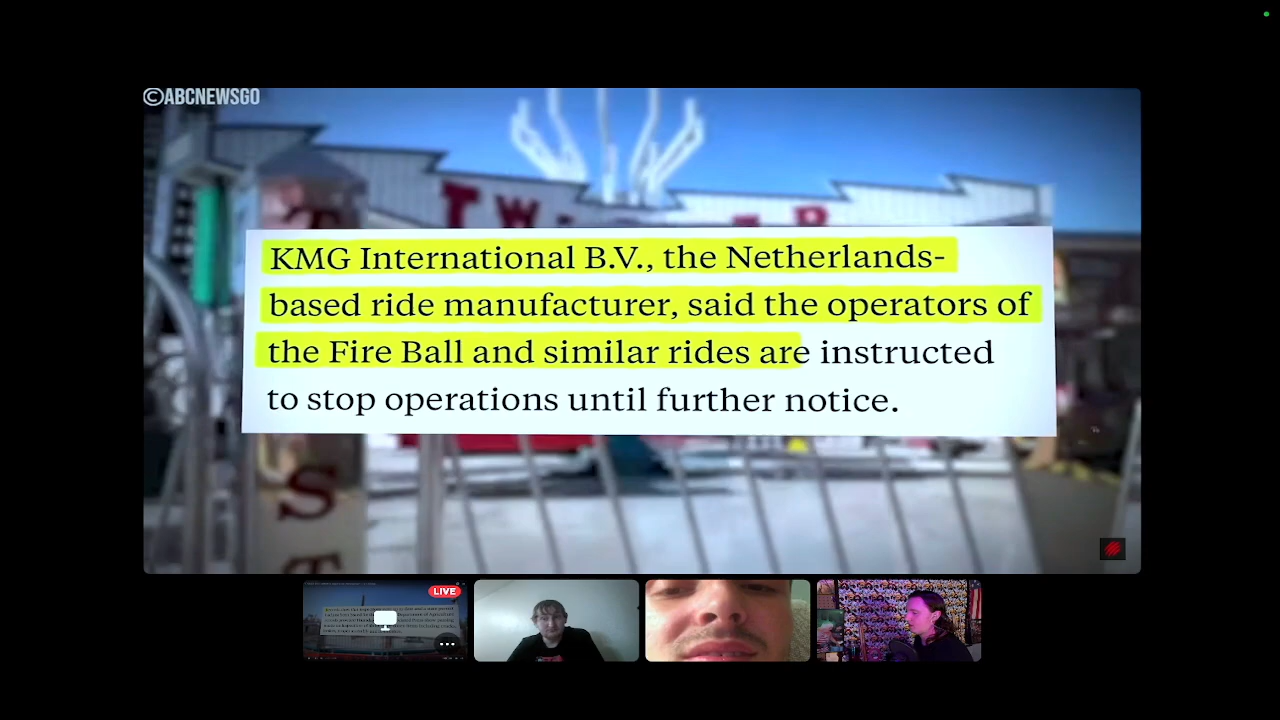 ©ABCNEWSGO
KMG International B.V., the Netherlands-
based ride manufacturer, said the operators of
the Fire Ball and similar rides are instructed
to stop operations until further notice.
S
T
LIVE